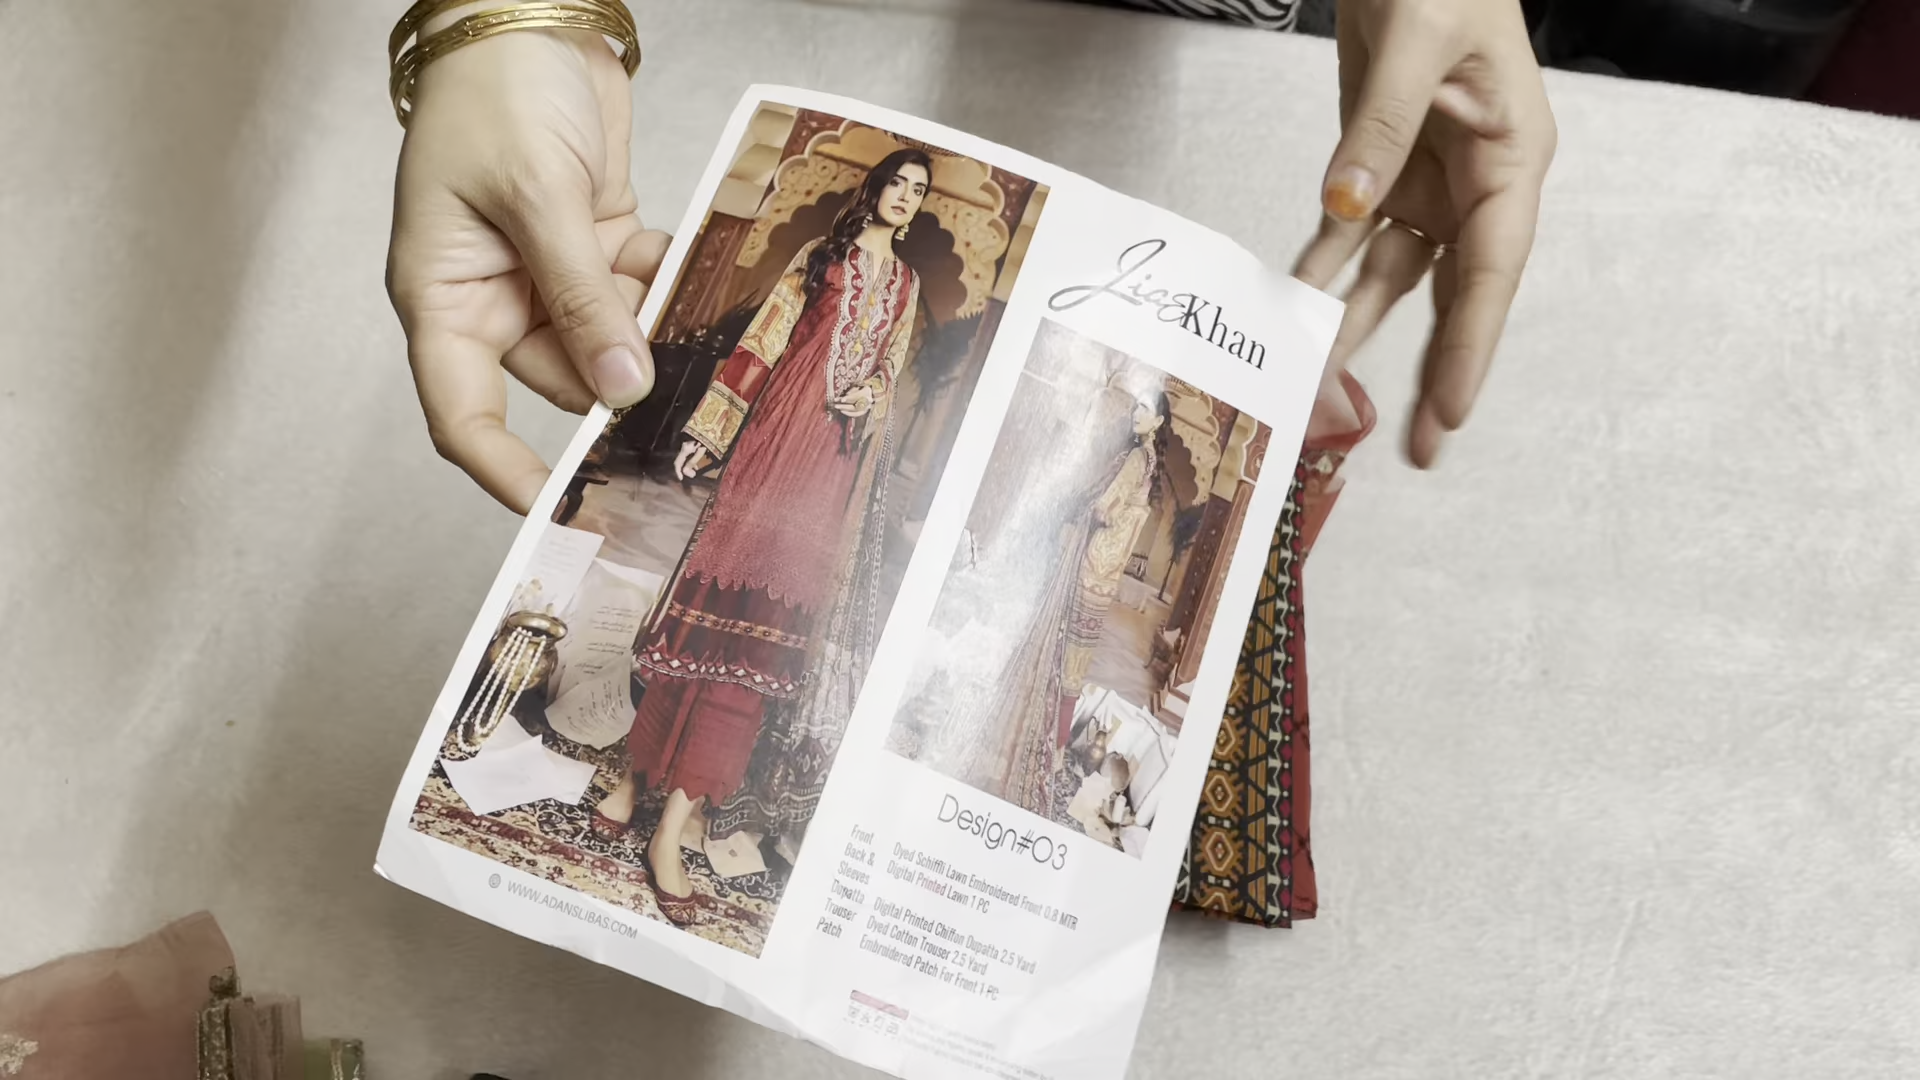 Jia Khan
Design#03
Front Dyed Schiffli Lawn Embroidered Front 0.8 MTR
Back & Sleeves Digital Printed Lawn 1 PC
Dupatta Digital Printed Chiffon Dupatta 2.5 Yard
Trouser Dyed Cotton Trouser 2.5 Yard
Patch Embroidered Patch For Front 1 PC
WWW.ADANSLIBAS.COM